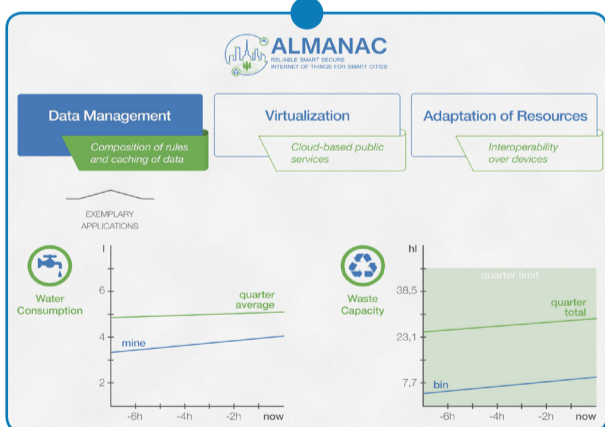 ALMANAC
RELIABLE SMART SECURE
INTERNET OF THINGS FOR SMART CITIES
Data Management
Composition of rules
and caching of data
Virtualization
Cloud-based public
services
Adaptation of Resources
Interoperability
over devices
EXEMPLARY
APPLICATIONS
Water
Consumption
l
6
4
2
quarter
average
mine
-6h
-4h
-2h
now
Waste
Capacity
hl
38,5
23,1
7,7
quarter limit
quarter
total
bin
-6h
-4h
-2h
now